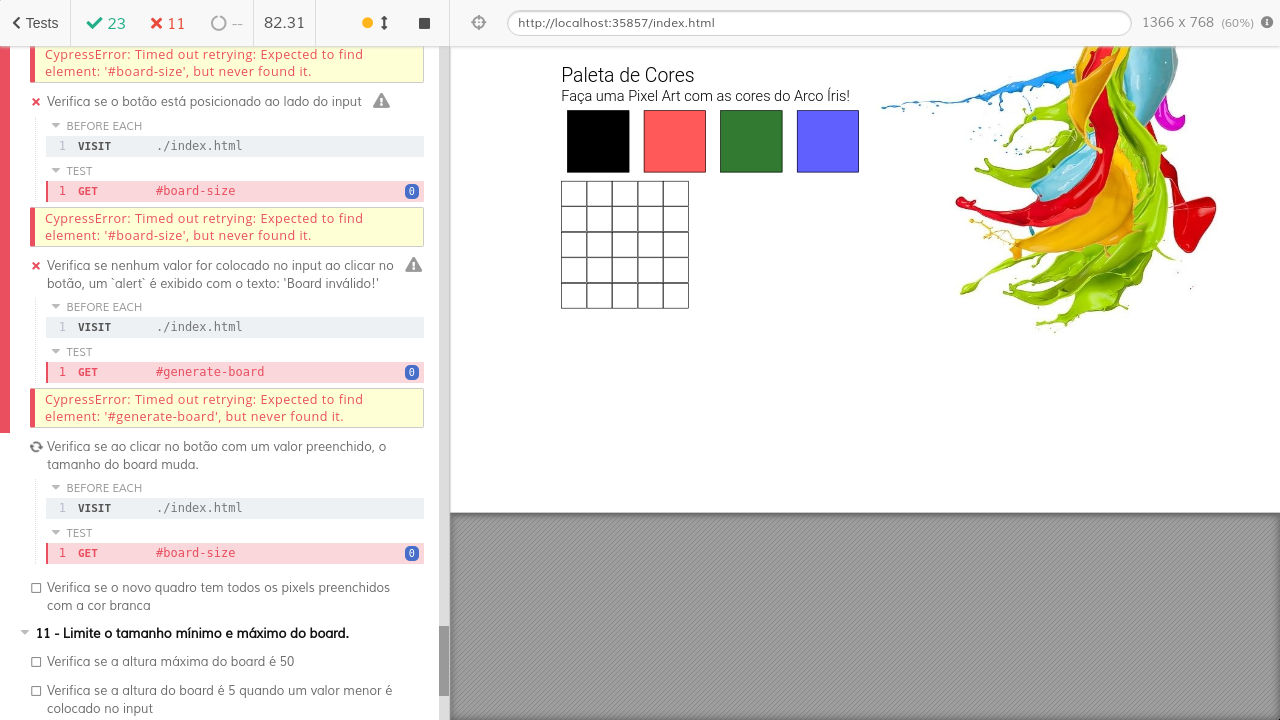 Tests
23
11
--
82.31
http://localhost:35857/index.html
1366 x 768 (60%)
CypressError: Timed out retrying: Expected to find
element: '#board-size', but never found it.
Verifica se o botão está posicionado ao lado do input
BEFORE EACH
1 VISIT ./index.html
TEST
1 GET #board-size 0
CypressError: Timed out retrying: Expected to find
element: '#board-size', but never found it.
Verifica se nenhum valor for colocado no input ao clicar no
botão, um `alert` é exibido com o texto: 'Board inválido!'
BEFORE EACH
1 VISIT ./index.html
TEST
1 GET #generate-board 0
CypressError: Timed out retrying: Expected to find
element: '#generate-board', but never found it.
Verifica se ao clicar no botão com um valor preenchido, o
tamanho do board muda.
BEFORE EACH
1 VISIT ./index.html
TEST
1 GET #board-size 0
Verifica se o novo quadro tem todos os pixels preenchidos
com a cor branca
11 - Limite o tamanho mínimo e máximo do board.
Verifica se a altura máxima do board é 50
Verifica se a altura do board é 5 quando um valor menor é
colocado no input
Paleta de Cores
Faça uma Pixel Art com as cores do Arco Íris!